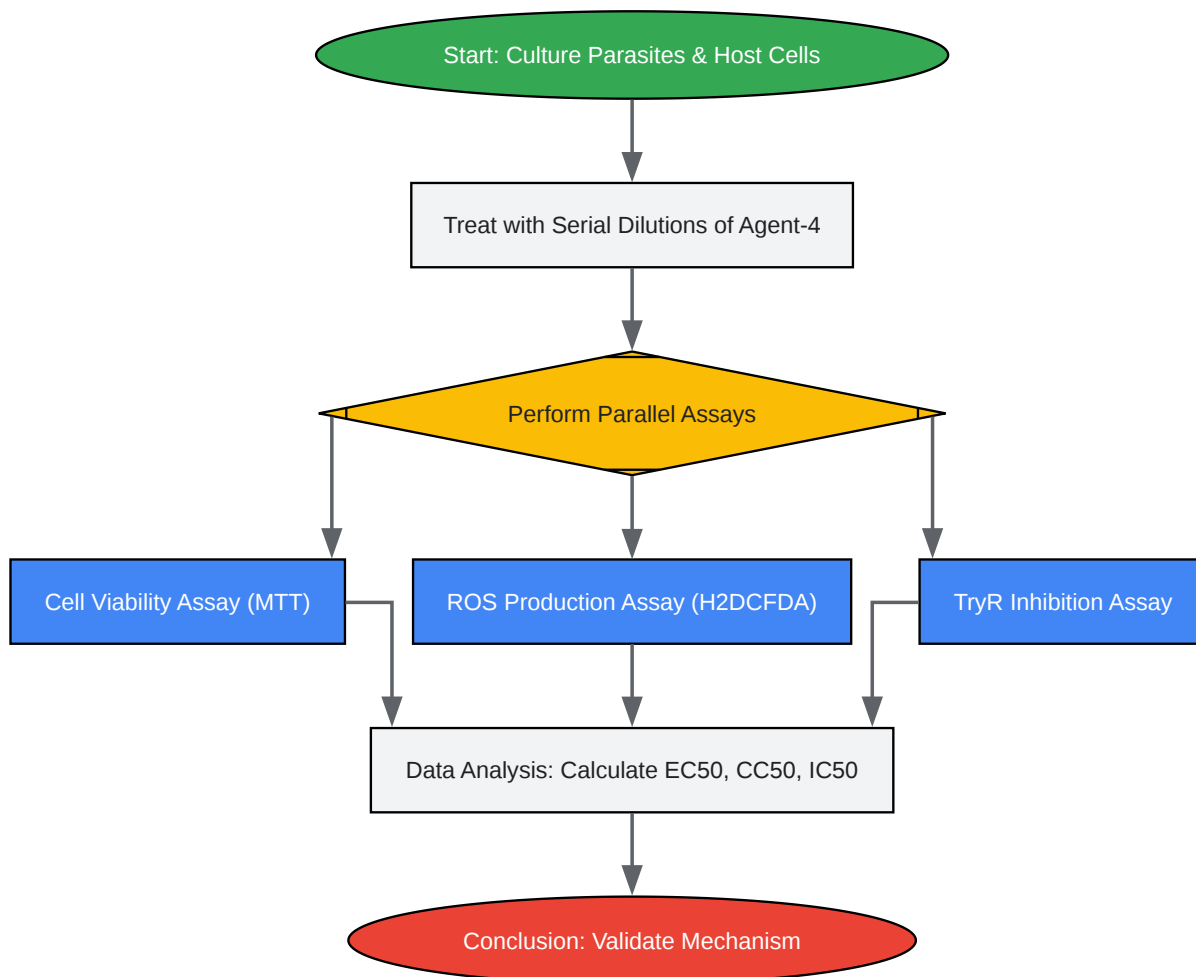 Start: Culture Parasites & Host Cells
Treat with Serial Dilutions of Agent-4
Perform Parallel Assays
Cell Viability Assay (MTT)
ROS Production Assay (H2DCFDA)
TryR Inhibition Assay
Data Analysis: Calculate EC50, CC50, IC50
Conclusion: Validate Mechanism